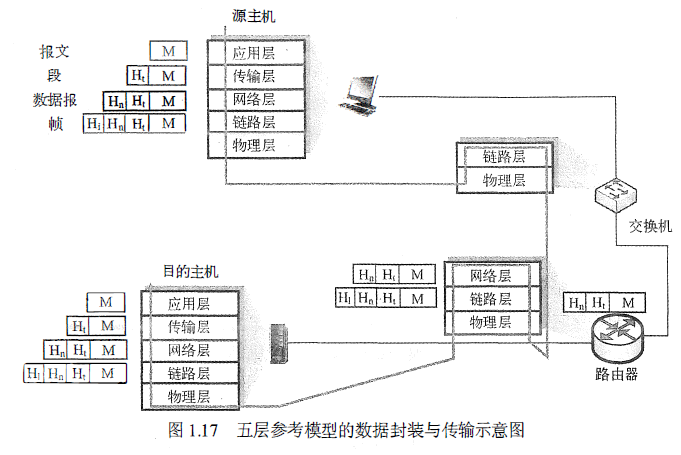 源主机
报文 M 应用层
段 Ht M 传输层
数据报 Hn Ht M 网络层
帧 Hi Hn Ht M 链路层
物理层
链路层
物理层
交换机
目的主机
Hn Ht M 网络层
Hl Hn Ht M 链路层 Hn Ht M
物理层
路由器
M 应用层
Ht M 传输层
Hn Ht M 网络层
Hl Hn Ht M 链路层
物理层
图 1.17 五层参考模型的数据封装与传输示意图